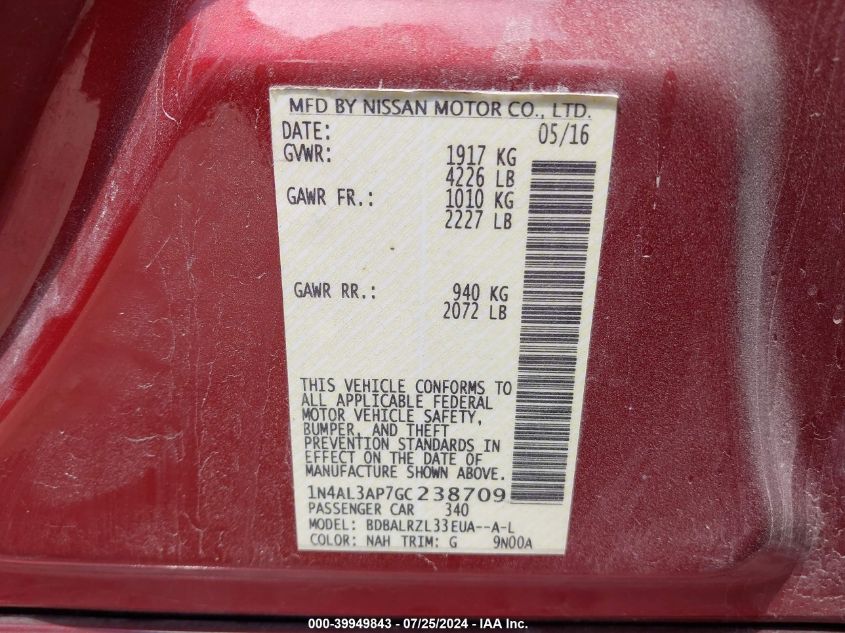 MFD BY NISSAN MOTOR CO., LTD.
DATE: 05/16
GVWR: 1917 KG
4226 LB
GAWR FR.: 1010 KG
2227 LB
GAWR RR.: 940 KG
2072 LB
THIS VEHICLE CONFORMS TO
ALL APPLICABLE FEDERAL
MOTOR VEHICLE SAFETY,
BUMPER, AND THEFT
PREVENTION STANDARDS IN
EFFECT ON THE DATE OF
MANUFACTURE SHOWN ABOVE.
1N4AL3AP7GC238709
PASSENGER CAR 340
MODEL: BDBALRZL33EUA--A-L
COLOR: NAH TRIM: G 9N00A
000-39949843 - 07/25/2024 - IAA Inc.